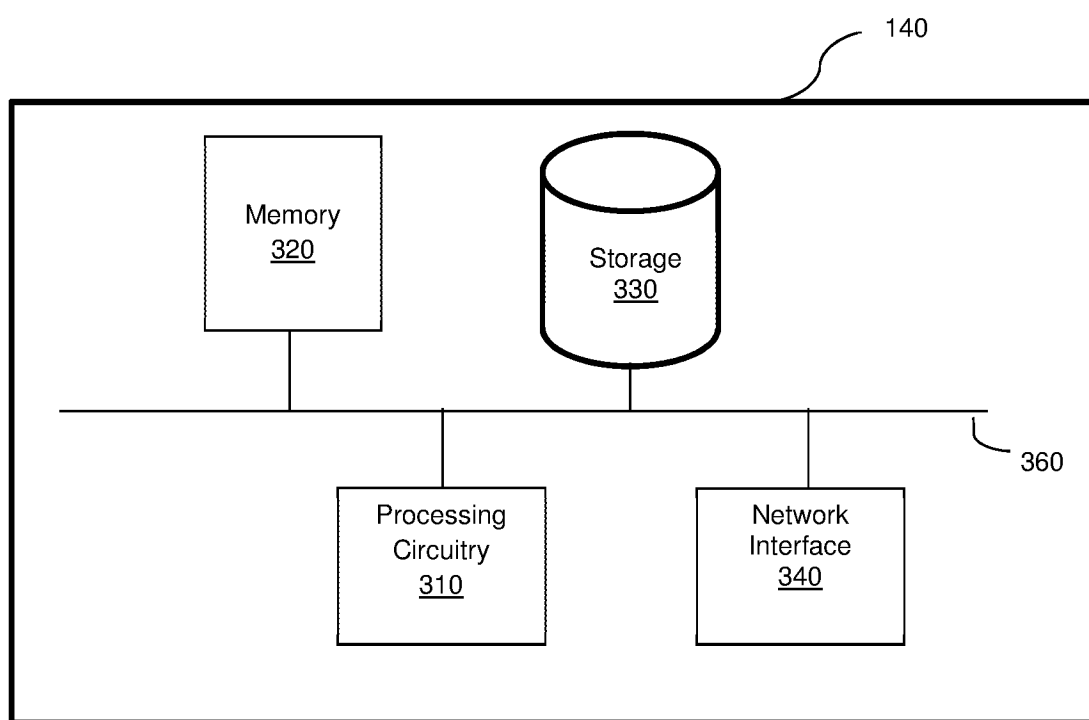 140
Memory
320
Storage
330
360
Processing
Circuitry
310
Network
Interface
340